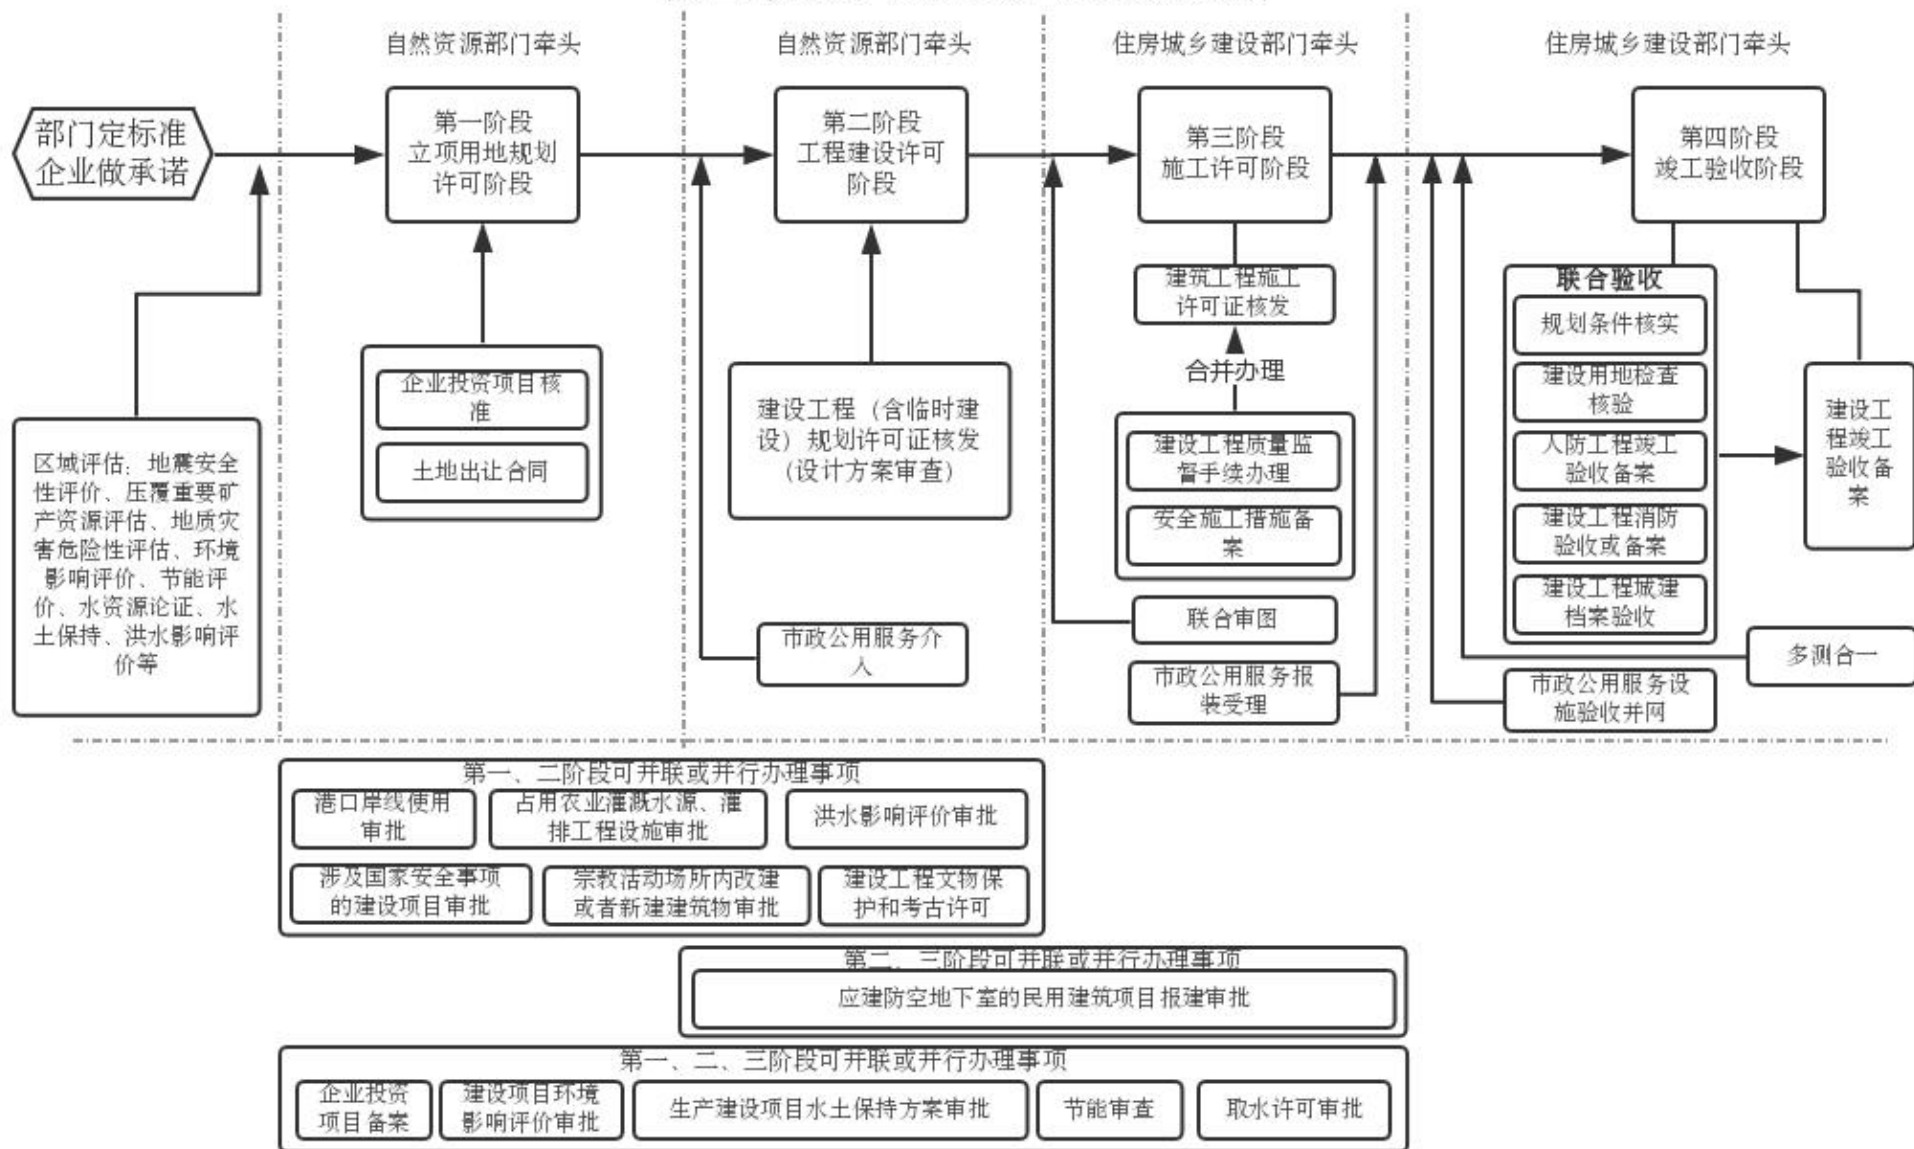 自然资源部门牵头
自然资源部门牵头
住房城乡建设部门牵头
住房城乡建设部门牵头
部门定标准
企业做承诺
第一阶段
立项用地规划
许可阶段
第二阶段
工程建设许可
阶段
第三阶段
施工许可阶段
第四阶段
竣工验收阶段
区域评估：地震安全
性评价、压覆重要矿
产资源评估、地质灾
害危险性评估、环境
影响评价、节能评
价、水资源论证、水
土保持、洪水影响评
价等
企业投资项目核
准
土地出让合同
建设工程（含临时建
设）规划许可证核发
（设计方案审查）
市政公用服务介
入
建筑工程施工
许可证核发
合并办理
建设工程质量监
督手续办理
安全施工措施备
案
联合审图
市政公用服务报
装受理
联合验收
规划条件核实
建设用地检查
核验
人防工程竣工
验收备案
建设工程消防
验收或备案
建设工程城建
档案验收
建设工
程竣工
验收备
案
多测合一
市政公用服务设
施验收并网
第一、二阶段可并联或并行办理事项
港口岸线使用
审批
占用农业灌溉水源、灌
排工程设施审批
洪水影响评价审批
涉及国家安全事项
的建设项目审批
宗教活动场所内改建
或者新建建筑物审批
建设工程文物保
护和考古许可
第二、三阶段可并联或并行办理事项
应建防空地下室的民用建筑项目报建审批
第一、二、三阶段可并联或并行办理事项
企业投资
项目备案
建设项目环境
影响评价审批
生产建设项目水土保持方案审批
节能审查
取水许可审批